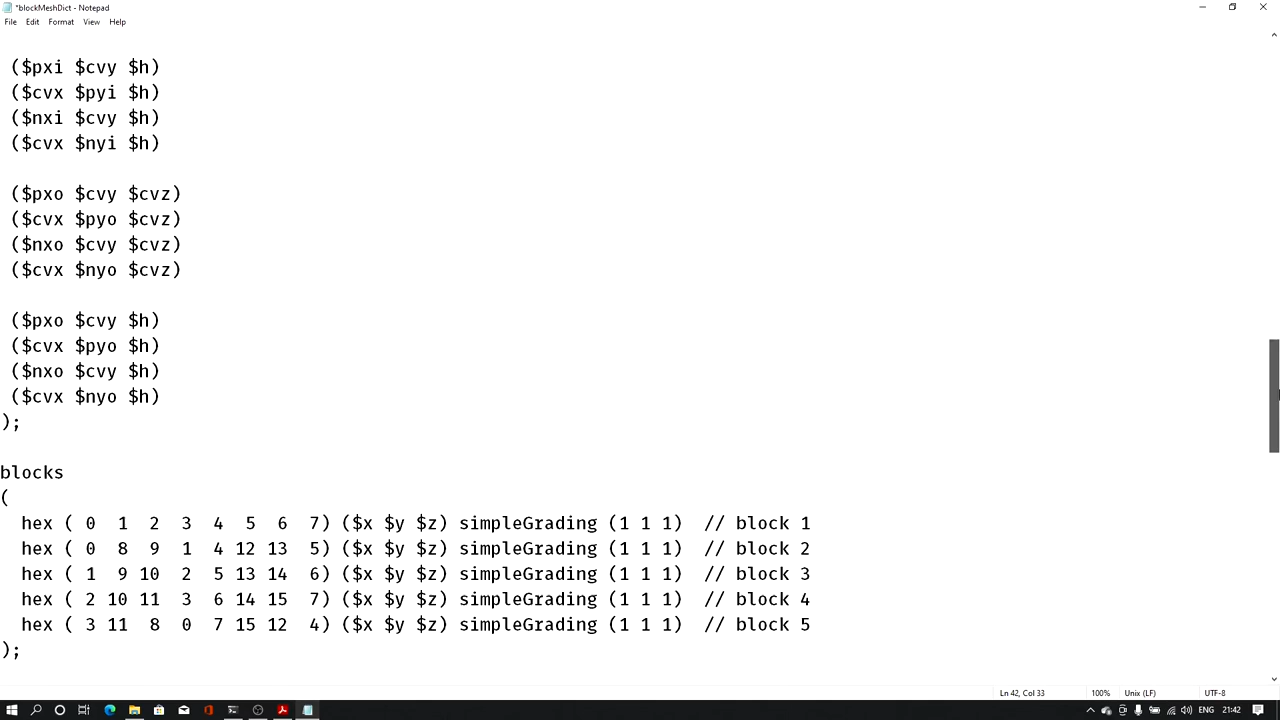 *blockMeshDict - Notepad
File Edit Format View Help
($pxi $cvy $h)
($cvx $pyi $h)
($nxi $cvy $h)
($cvx $nyi $h)
($pxo $cvy $cvz)
($cvx $pyo $cvz)
($nxo $cvy $cvz)
($cvx $nyo $cvz)
($pxo $cvy $h)
($cvx $pyo $h)
($nxo $cvy $h)
($cvx $nyo $h)
);
blocks
(
hex ( 0 1 2 3 4 5 6 7) ($x $y $z) simpleGrading (1 1 1) // block 1
hex ( 0 8 9 1 4 12 13 5) ($x $y $z) simpleGrading (1 1 1) // block 2
hex ( 1 9 10 2 5 13 14 6) ($x $y $z) simpleGrading (1 1 1) // block 3
hex ( 2 10 11 3 6 14 15 7) ($x $y $z) simpleGrading (1 1 1) // block 4
hex ( 3 11 8 0 7 15 12 4) ($x $y $z) simpleGrading (1 1 1) // block 5
);
Ln 42, Col 33 100% Unix (LF) UTF-8
ENG 21:42